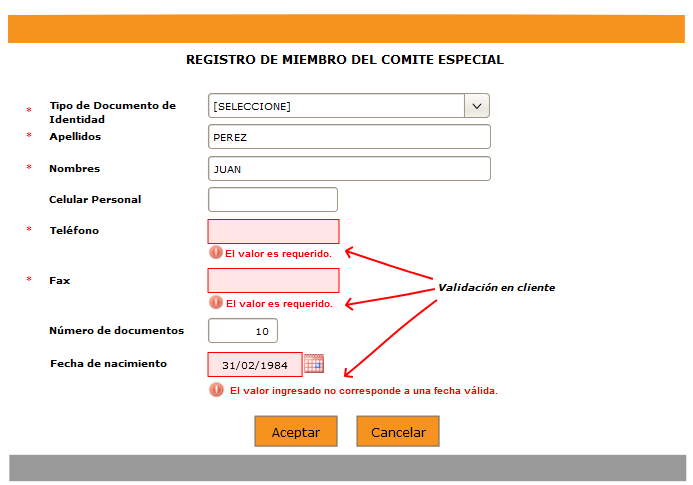 REGISTRO DE MIEMBRO DEL COMITE ESPECIAL
* Tipo de Documento de Identidad [SELECCIONE]
* Apellidos PEREZ
* Nombres JUAN
Celular Personal
* Teléfono
El valor es requerido.
* Fax
Validación en cliente
El valor es requerido.
Número de documentos 10
Fecha de nacimiento 31/02/1984
El valor ingresado no corresponde a una fecha válida.
Aceptar Cancelar